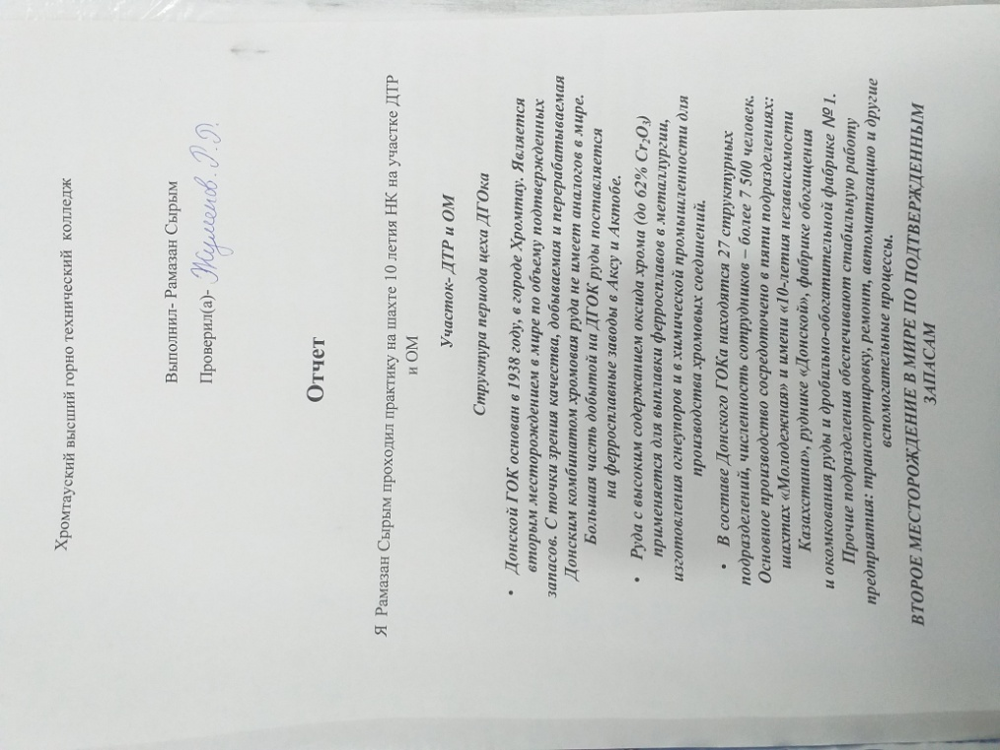 Хромтауский высший горно технический колледж
Выполнил- Рамазан Сырым
Проверил(а)- Жуменов. Р.Р.
Отчет
Я Рамазан Сырым проходил практику на шахте 10 летия НК на участке ДТР
и ОМ
Участок- ДТР и ОМ
Структура периода цеха ДГОка
• Донской ГОК основан в 1938 году, в городе Хромтау. Является
вторым месторождением в мире по объему подтвержденных
запасов. С точки зрения качества, добываемая и перерабатываемая
Донским комбинатом хромовая руда не имеет аналогов в мире.
Большая часть добытой на ДГОК руды поставляется
на ферросплавные заводы в Аксу и Актобе.
• Руда с высоким содержанием оксида хрома (до 62% Cr₂O₃)
применяется для выплавки ферросплавов в металлургии,
изготовления огнеупоров и в химической промышленности для
производства хромовых соединений.
• В составе Донского ГОКа находятся 27 структурных
подразделений, численность сотрудников – более 7 500 человек.
Основное производство сосредоточено в пяти подразделениях:
шахтах «Молодежная» и имени «10-летия независимости
Казахстана», руднике «Донской», фабрике обогащения
и окомкования руды и дробильно-обогатительной фабрике № 1.
Прочие подразделения обеспечивают стабильную работу
предприятия: транспортировку, ремонт, автоматизацию и другие
вспомогательные процессы.
ВТОРОЕ МЕСТОРОЖДЕНИЕ В МИРЕ ПО ПОДТВЕРЖДЕННЫМ
ЗАПАСАМ